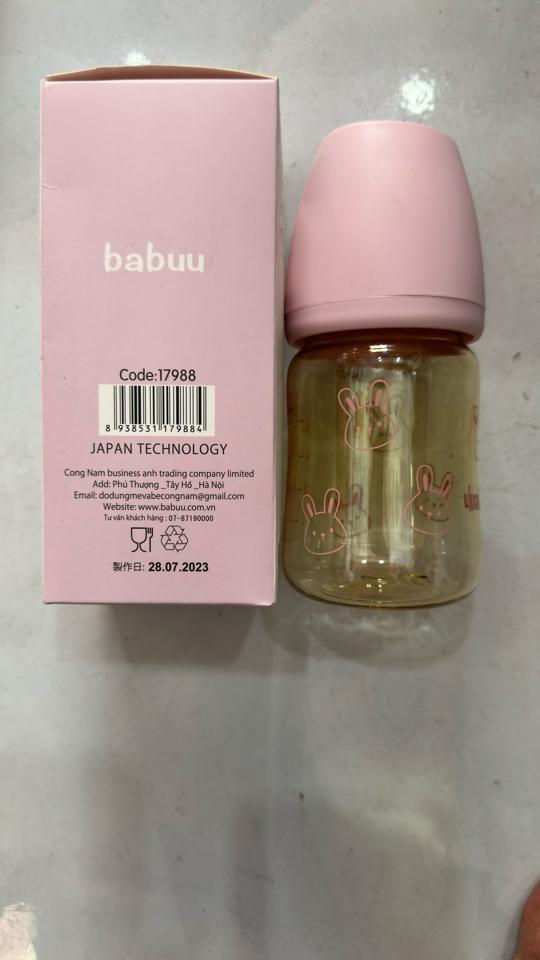 babuu
Code:17988
8 938531 179884
JAPAN TECHNOLOGY
Cong Nam business anh trading company limited
Add: Phú Thượng _Tây Hồ _Hà Nội
Email: dodungmevabecongnam@gmail.com
Website: www.babuu.com.vn
Tư vấn khách hàng : 07-87190000
製作日: 28.07.2023